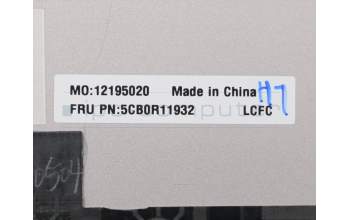 MO:12195020 Made in China H7
FRU PN:5CB0R11932 LCFC